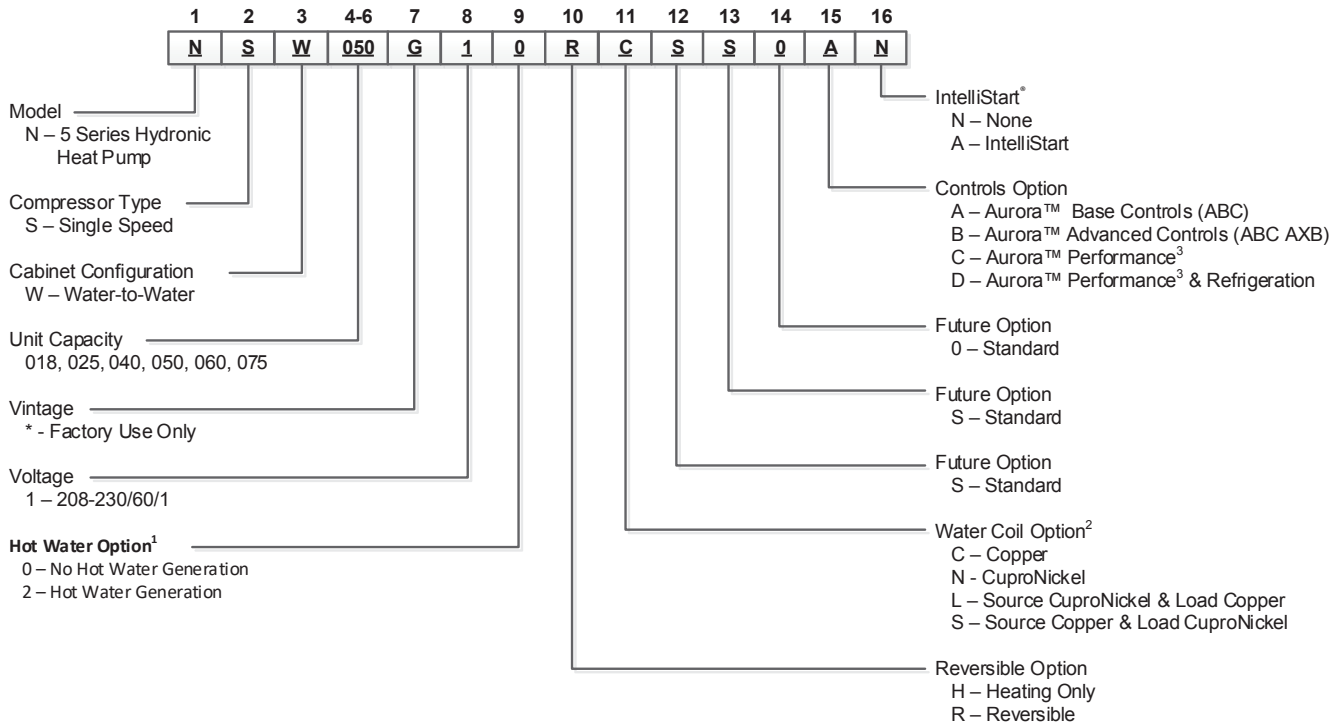 1 2 3 4-6 7 8 9 10 11 12 13 14 15 16
N S W 050 G 1 0 R C S S 0 A N
Model
N – 5 Series Hydronic
Heat Pump
Compressor Type
S – Single Speed
Cabinet Configuration
W – Water-to-Water
Unit Capacity
018, 025, 040, 050, 060, 075
Vintage
* - Factory Use Only
Voltage
1 – 208-230/60/1
Hot Water Option¹
0 – No Hot Water Generation
2 – Hot Water Generation
IntelliStart®
N – None
A – IntelliStart
Controls Option
A – Aurora™ Base Controls (ABC)
B – Aurora™ Advanced Controls (ABC AXB)
C – Aurora™ Performance³
D – Aurora™ Performance³ & Refrigeration
Future Option
0 – Standard
Future Option
S – Standard
Future Option
S – Standard
Water Coil Option²
C – Copper
N - CuproNickel
L – Source CuproNickel & Load Copper
S – Source Copper & Load CuproNickel
Reversible Option
H – Heating Only
R – Reversible